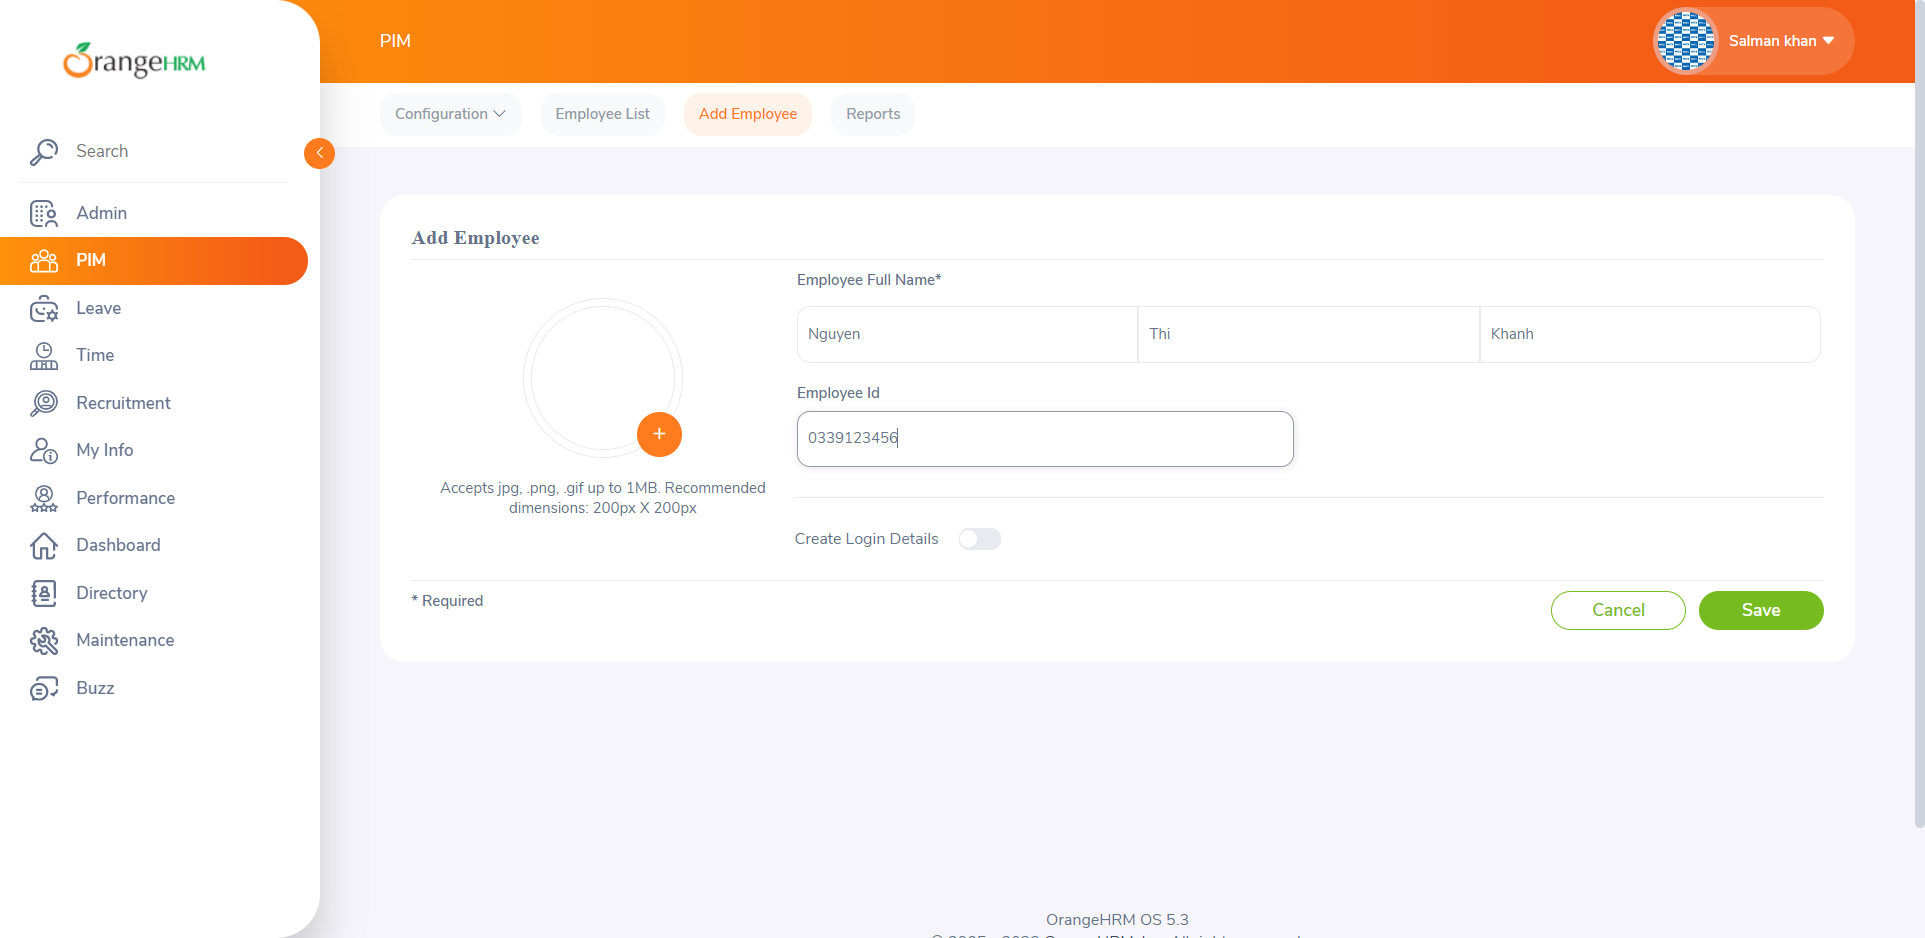 OrangeHRM
PIM
Salman khan
Configuration
Employee List
Add Employee
Reports
Search
Admin
PIM
Leave
Time
Recruitment
My Info
Performance
Dashboard
Directory
Maintenance
Buzz
Add Employee
Employee Full Name*
Nguyen
Thi
Khanh
Employee Id
0339123456
Accepts jpg, .png, .gif up to 1MB. Recommended
dimensions: 200px X 200px
Create Login Details
* Required
Cancel
Save
OrangeHRM OS 5.3